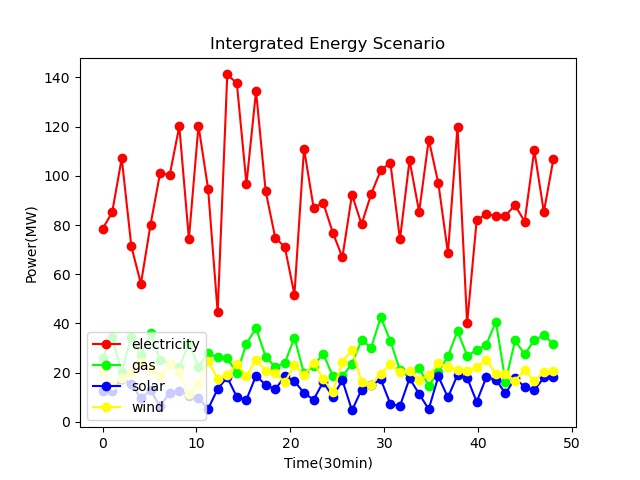 Intergrated Energy Scenario
140
120
100
80
60
40
20
0
Power(MW)
electricity
gas
solar
wind
0 10 20 30 40 50
Time(30min)